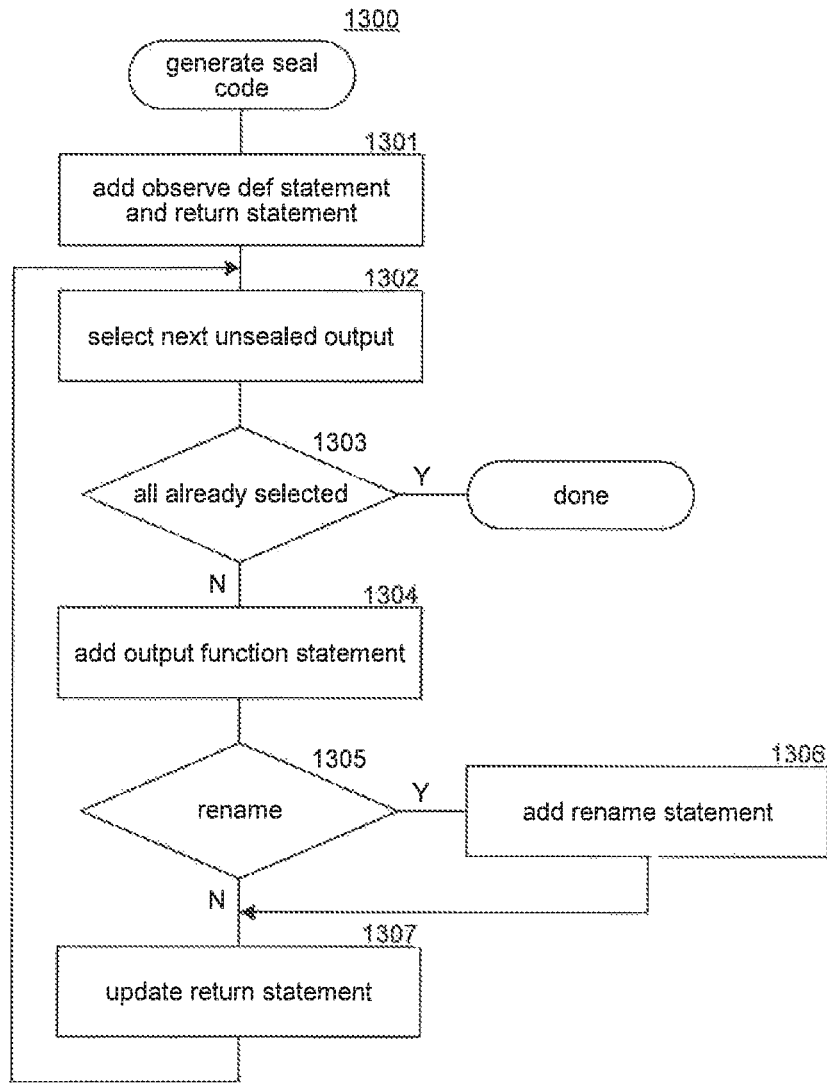 1300
generate seal
code
1301
add observe def statement
and return statement
1302
select next unsealed output
1303
all already selected
Y
done
N
1304
add output function statement
1305
rename
Y
1306
add rename statement
N
1307
update return statement